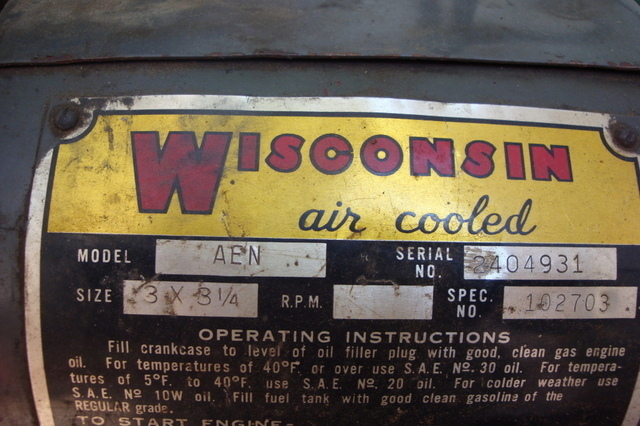 WISCONSIN
air cooled
MODEL AEN SERIAL NO. 2404931
SIZE 3 X 3 1/4 R.P.M. SPEC. NO. 102703
OPERATING INSTRUCTIONS
Fill crankcase to level of oil filler plug with good, clean gas engine
oil. For temperatures of 40°F. or over use S.A.E. Nº. 30 oil. For tempera-
tures of 5°F. to 40°F. use S.A.E. Nº. 20 oil. For colder weather use
S.A.E. Nº 10W oil. Fill fuel tank with good clean gasoline of the
REGULAR grade.
TO START ENGINE-